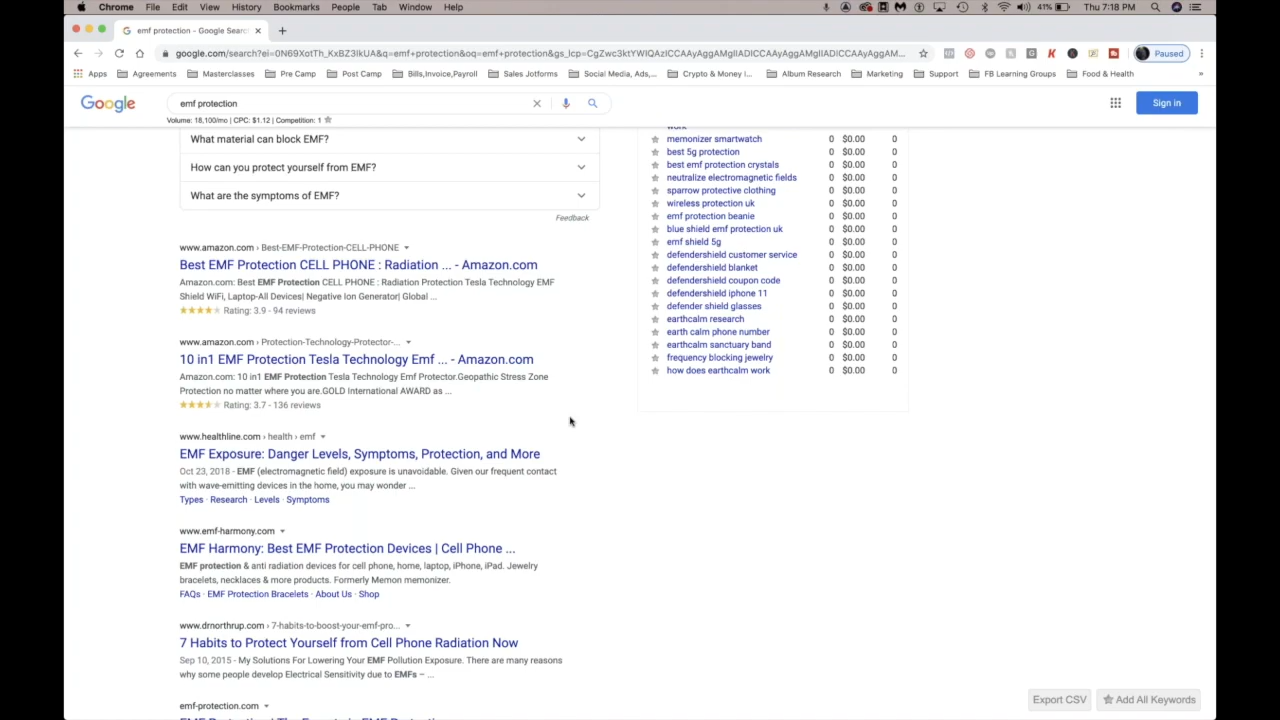 Chrome File Edit View History Bookmarks People Tab Window Help 41% Thu 7:18 PM
emf protection - Google Searc
google.com/search?ei=0N69XotTh_KxBZ3lkUA&q=emf+protection&oq=emf+protection&gs_lcp=CgZwc3ktYWIQAzICCAAyAggAMgIIADICCAAyAggAMgIIADICCAAyAggAMgIIADICCAAyAggAM... Paused
Apps Agreements Masterclasses Pre Camp Post Camp Bills,Invoice,Payroll Sales Jotforms Social Media, Ads,... Crypto & Money I... Album Research Marketing Support FB Learning Groups Food & Health »
Google emf protection Sign in
Volume: 18,100/mo | CPC: $1.12 | Competition: 1
What material can block EMF?
How can you protect yourself from EMF?
What are the symptoms of EMF?
Feedback
www.amazon.com › Best-EMF-Protection-CELL-PHONE
Best EMF Protection CELL PHONE : Radiation ... - Amazon.com
Amazon.com: Best EMF Protection CELL PHONE : Radiation Protection Tesla Technology EMF
Shield WiFi, Laptop-All Devices| Negative Ion Generator| Global ...
Rating: 3.9 - 94 reviews
www.amazon.com › Protection-Technology-Protector-...
10 in1 EMF Protection Tesla Technology Emf ... - Amazon.com
Amazon.com: 10 in1 EMF Protection Tesla Technology Emf Protector.Geopathic Stress Zone
Protection no matter where you are.GOLD International AWARD as ...
Rating: 3.7 - 136 reviews
www.healthline.com › health › emf
EMF Exposure: Danger Levels, Symptoms, Protection, and More
Oct 23, 2018 - EMF (electromagnetic field) exposure is unavoidable. Given our frequent contact
with wave-emitting devices in the home, you may wonder ...
Types · Research · Levels · Symptoms
www.emf-harmony.com
EMF Harmony: Best EMF Protection Devices | Cell Phone ...
EMF protection & anti radiation devices for cell phone, home, laptop, iPhone, iPad. Jewelry
bracelets, necklaces & more products. Formerly Memon memonizer.
FAQs · EMF Protection Bracelets · About Us · Shop
www.drnorthrup.com › 7-habits-to-boost-your-emf-pro...
7 Habits to Protect Yourself from Cell Phone Radiation Now
Sep 10, 2015 - My Solutions For Lowering Your EMF Pollution Exposure. There are many reasons
why some people develop Electrical Sensitivity due to EMFs – ...
emf-protection.com
work
memonizer smartwatch 0 $0.00 0
best 5g protection 0 $0.00 0
best emf protection crystals 0 $0.00 0
neutralize electromagnetic fields 0 $0.00 0
sparrow protective clothing 0 $0.00 0
wireless protection uk 0 $0.00 0
emf protection beanie 0 $0.00 0
blue shield emf protection uk 0 $0.00 0
emf shield 5g 0 $0.00 0
defendershield customer service 0 $0.00 0
defendershield blanket 0 $0.00 0
defendershield coupon code 0 $0.00 0
defendershield iphone 11 0 $0.00 0
defender shield glasses 0 $0.00 0
earthcalm research 0 $0.00 0
earth calm phone number 0 $0.00 0
earthcalm sanctuary band 0 $0.00 0
frequency blocking jewelry 0 $0.00 0
how does earthcalm work 0 $0.00 0
Export CSV Add All Keywords